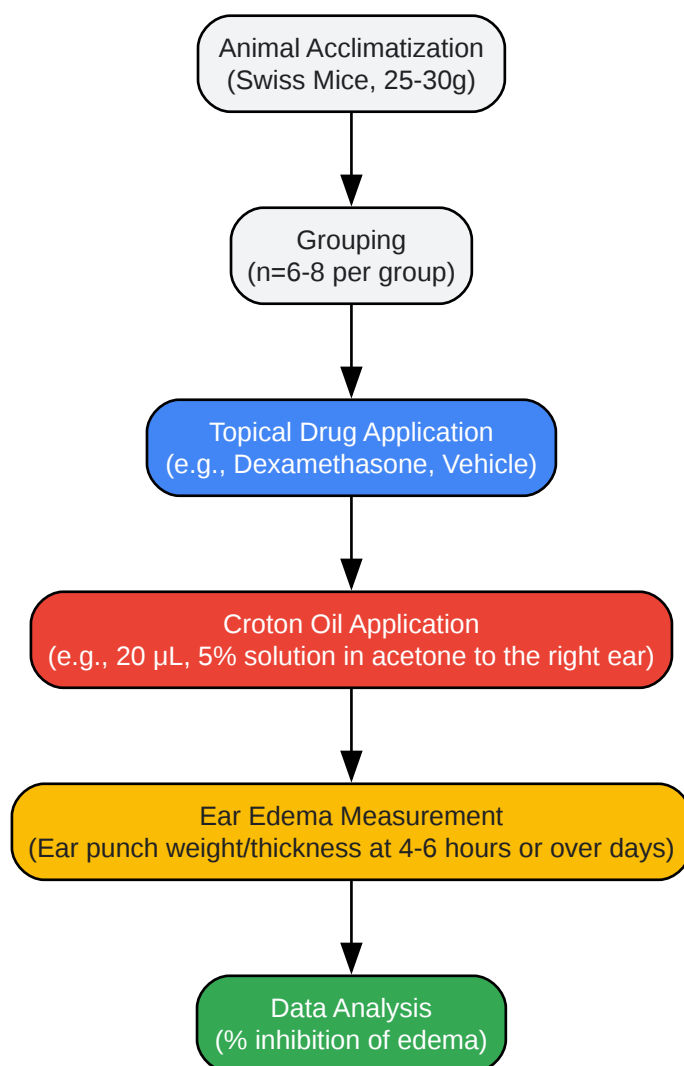 Animal Acclimatization
(Swiss Mice, 25-30g)
Grouping
(n=6-8 per group)
Topical Drug Application
(e.g., Dexamethasone, Vehicle)
Croton Oil Application
(e.g., 20 μL, 5% solution in acetone to the right ear)
Ear Edema Measurement
(Ear punch weight/thickness at 4-6 hours or over days)
Data Analysis
(% inhibition of edema)